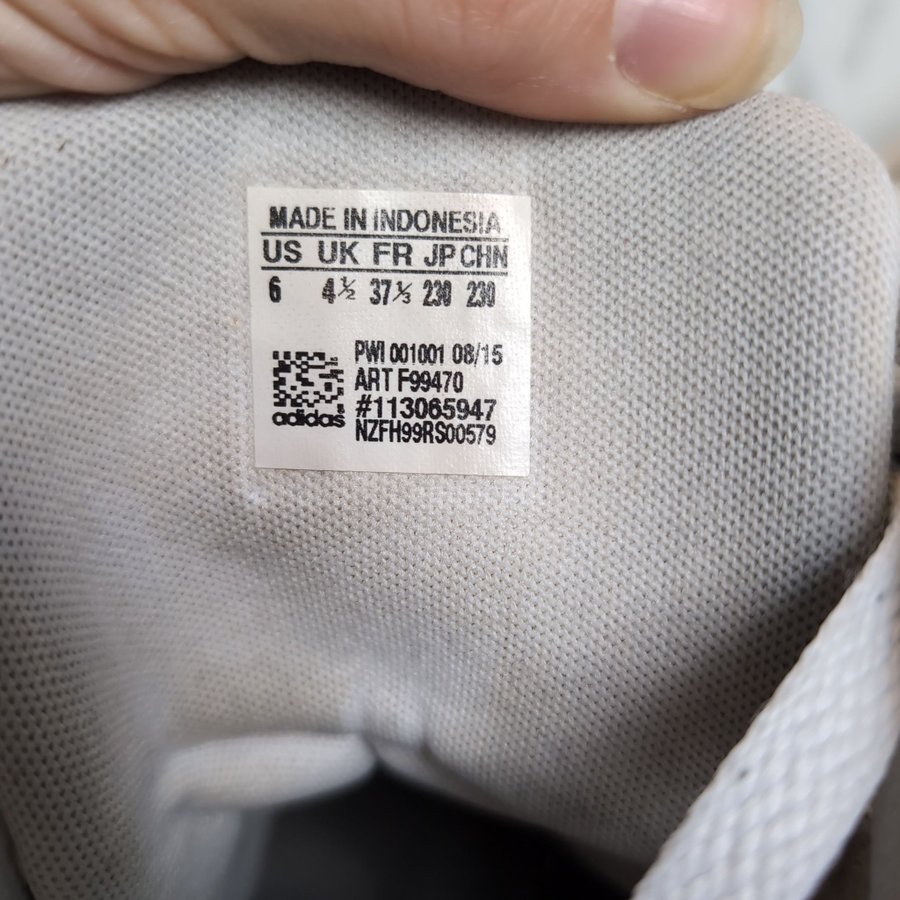 MADE IN INDONESIA
US UK FR JP CHN
6 4½ 37⅓ 230 230
PWI 001001 08/15
ART F99470
#113065947
NZFH99RS00579
adidas